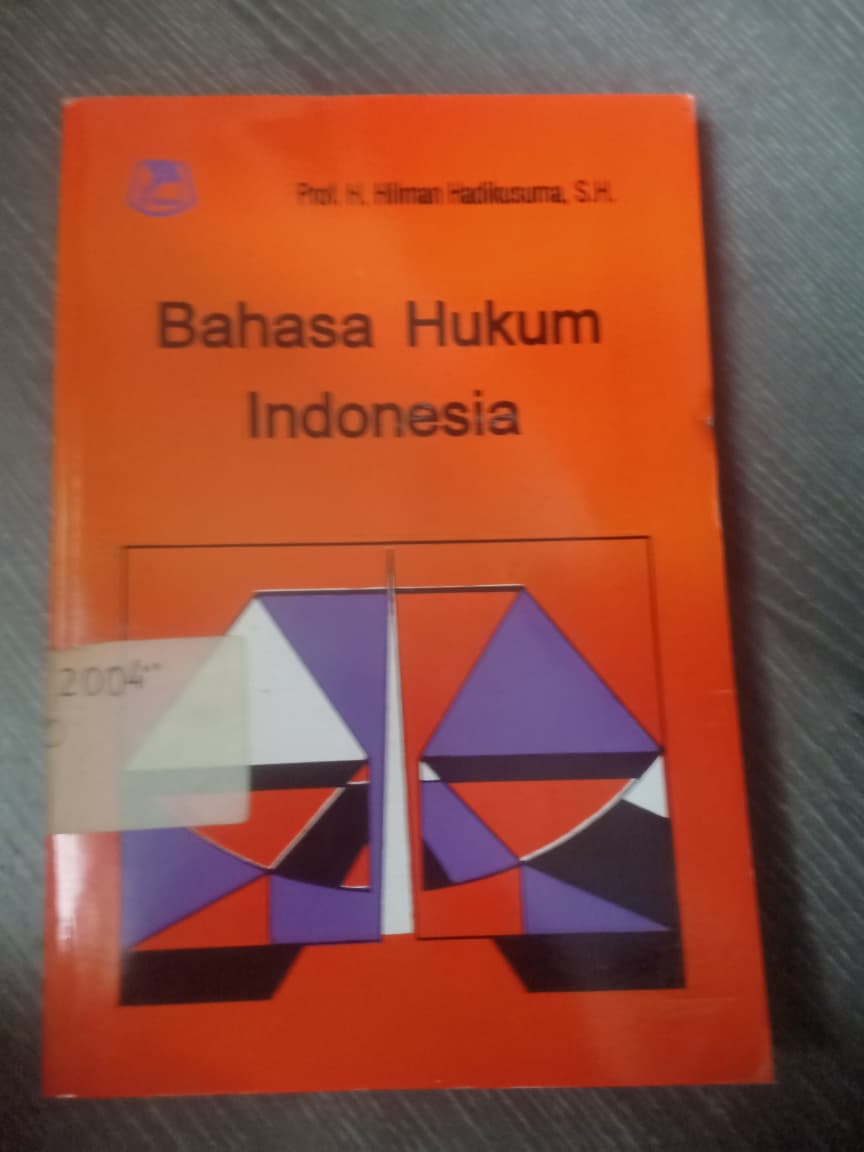 Prof. H. Hilman Hadikusuma, S.H.
Bahasa Hukum
Indonesia
2004